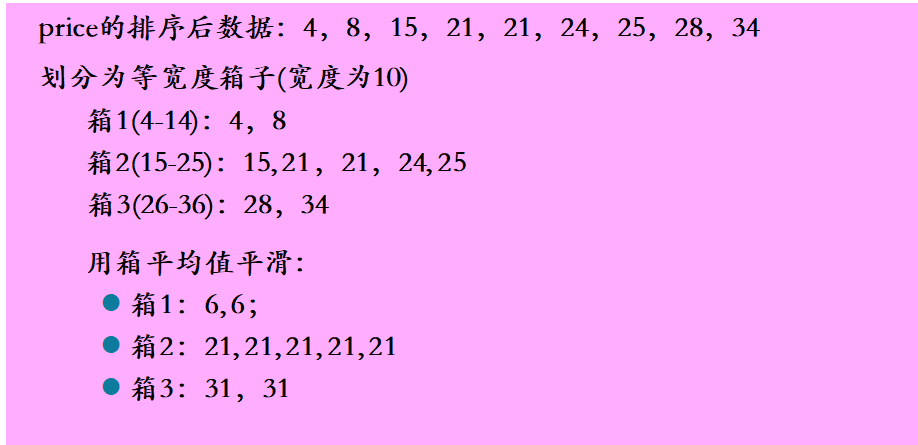 price的排序后数据：4，8，15，21，21，24，25，28，34
划分为等宽度箱子(宽度为10)
箱1(4-14)：4，8
箱2(15-25)：15,21，21，24,25
箱3(26-36)：28，34
用箱平均值平滑：
箱1：6,6；
箱2：21,21,21,21,21
箱3：31，31